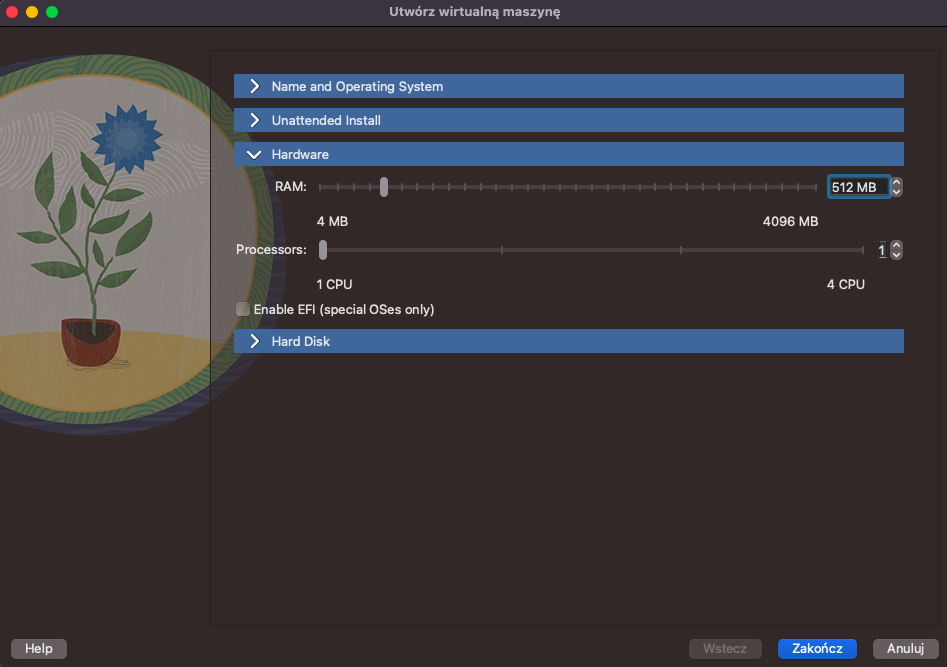 Utwórz wirtualną maszynę
Name and Operating System
Unattended Install
Hardware
RAM: 512 MB
4 MB 4096 MB
Processors: 1
1 CPU 4 CPU
Enable EFI (special OSes only)
Hard Disk
Help Wstecz Zakończ Anuluj